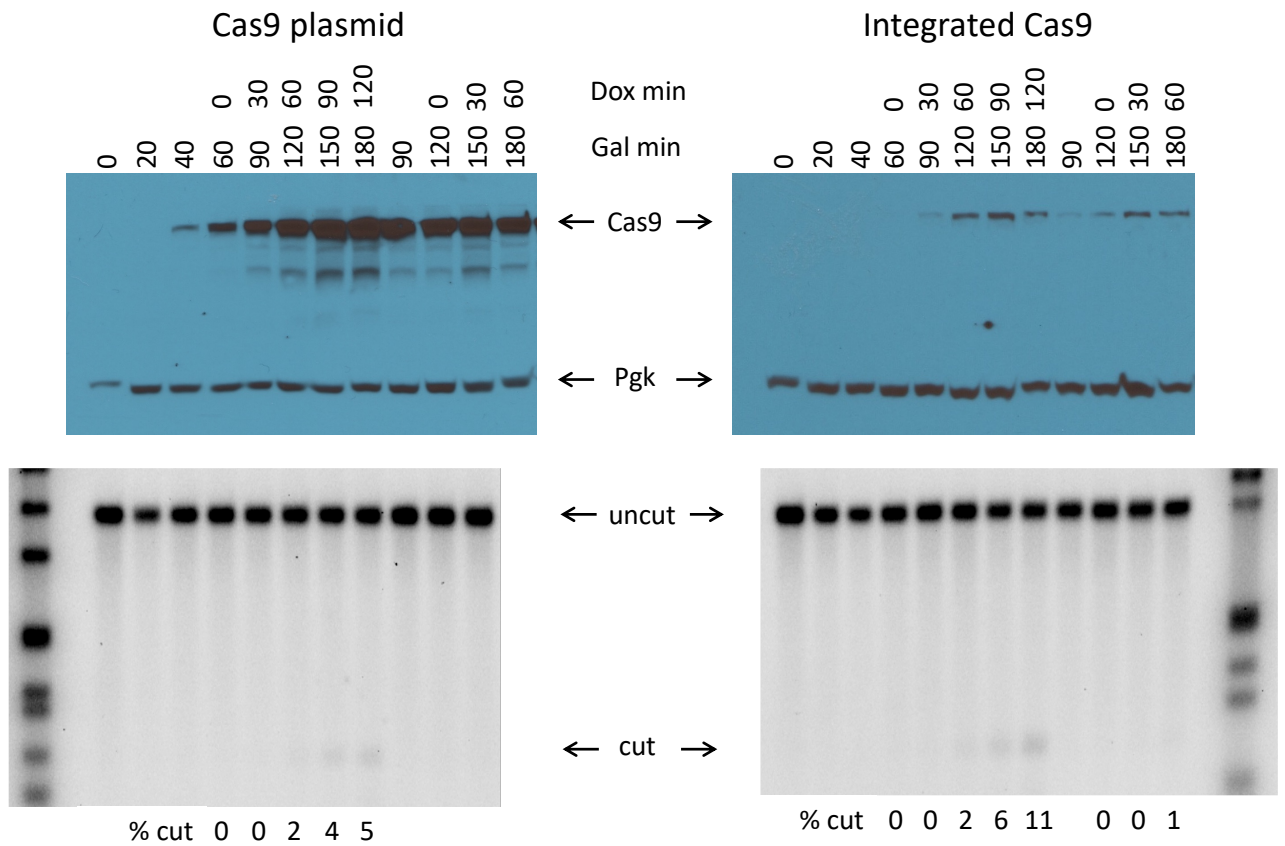 Cas9 plasmid Integrated Cas9
Dox min
0 30 60 90 120 0 30 60
0 30 60 90 120 0 30 60
Gal min
0 20 40 60 90 120 150 180 90 120 150 180
0 20 40 60 90 120 150 180 90 120 150 180
Cas9
Pgk
uncut
cut
% cut 0 0 2 4 5
% cut 0 0 2 6 11 0 0 1